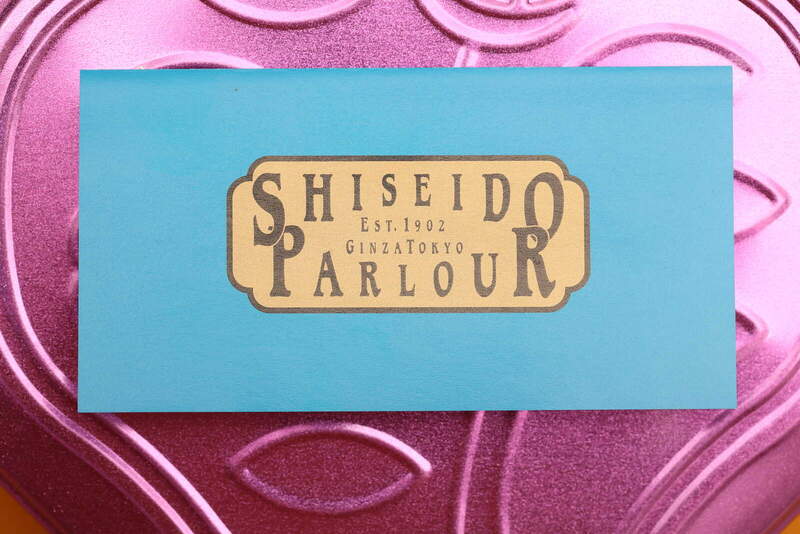 SHISEIDO
EST. 1902
GINZATOKYO
PARLOUR